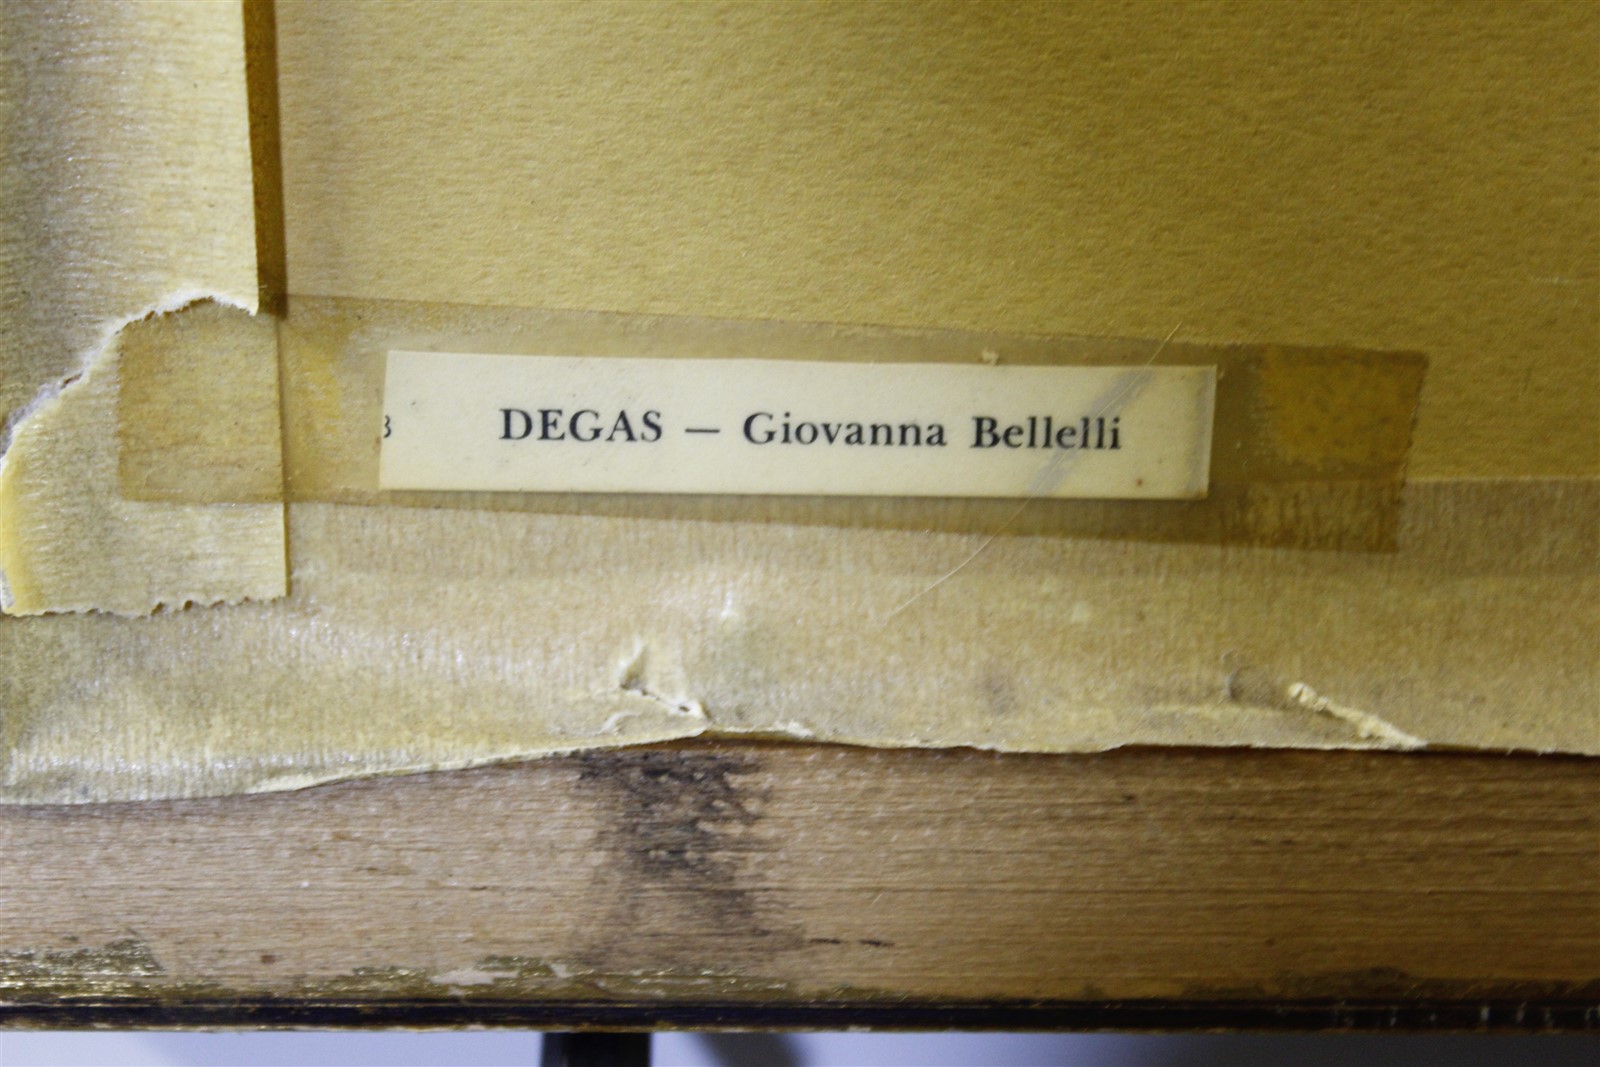 DEGAS — Giovanna Bellelli